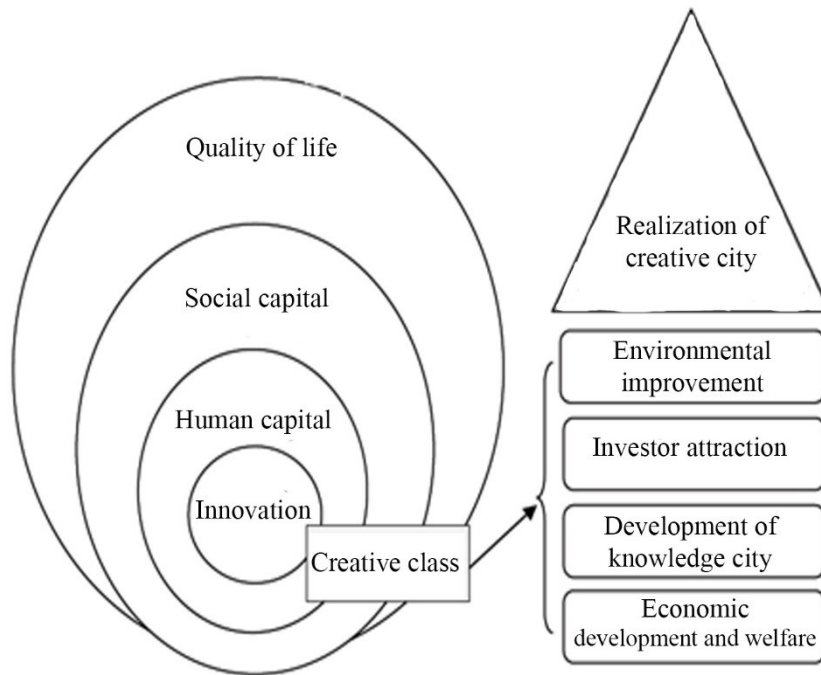 Quality of life
Social capital
Human capital
Innovation
Creative class
Realization of
creative city
Environmental
improvement
Investor attraction
Development of
knowledge city
Economic
development and welfare